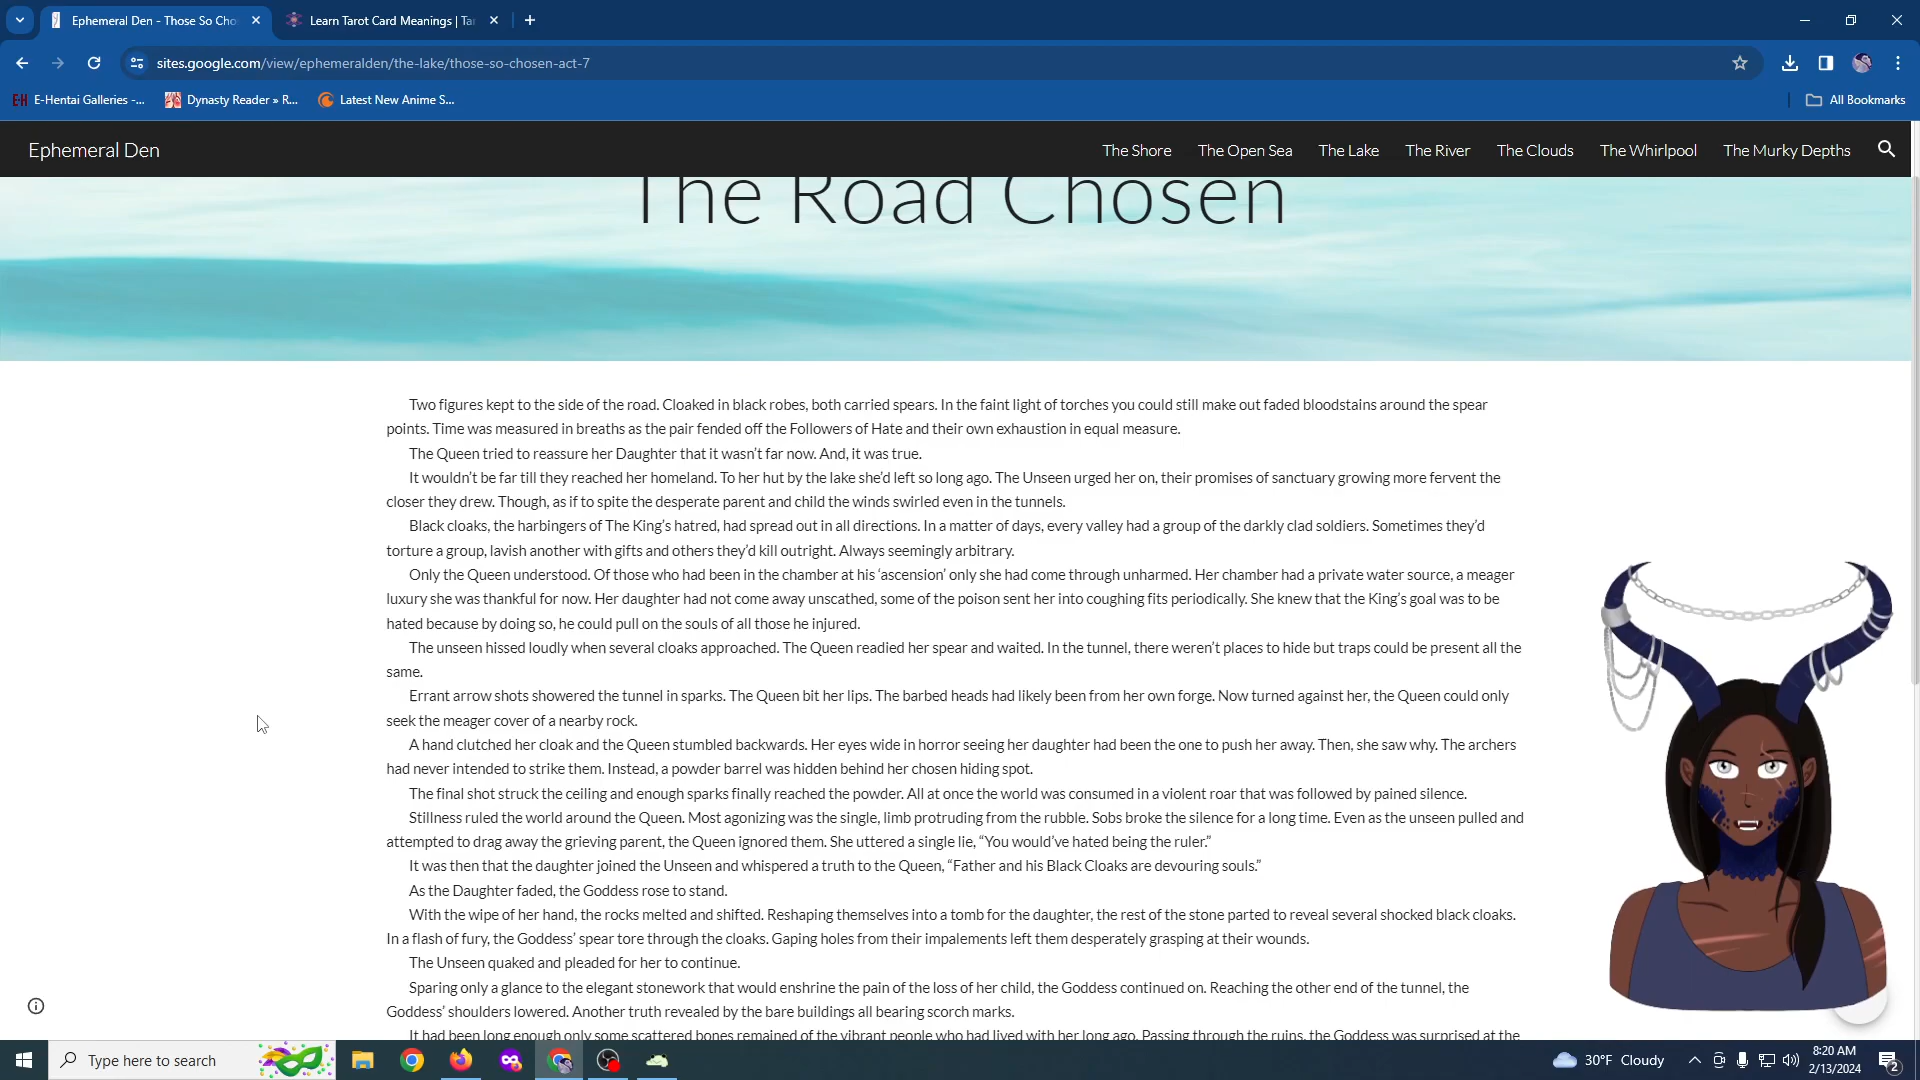 Ephemeral Den - Those So Cho
Learn Tarot Card Meanings | Ta
sites.google.com/view/ephemeralden/the-lake/those-so-chosen-act-7
E-Hentai Galleries -...
Dynasty Reader » R...
Latest New Anime S...
All Bookmarks
Ephemeral Den
The Shore
The Open Sea
The Lake
The River
The Clouds
The Whirlpool
The Murky Depths
The Road Chosen
Two figures kept to the side of the road. Cloaked in black robes, both carried spears. In the faint light of torches you could still make out faded bloodstains around the spear
points. Time was measured in breaths as the pair fended off the Followers of Hate and their own exhaustion in equal measure.
The Queen tried to reassure her Daughter that it wasn’t far now. And, it was true.
It wouldn’t be far till they reached her homeland. To her hut by the lake she’d left so long ago. The Unseen urged her on, their promises of sanctuary growing more fervent the
closer they drew. Though, as if to spite the desperate parent and child the winds swirled even in the tunnels.
Black cloaks, the harbingers of The King’s hatred, had spread out in all directions. In a matter of days, every valley had a group of the darkly clad soldiers. Sometimes they’d
torture a group, lavish another with gifts and others they’d kill outright. Always seemingly arbitrary.
Only the Queen understood. Of those who had been in the chamber at his ‘ascension’ only she had come through unharmed. Her chamber had a private water source, a meager
luxury she was thankful for now. Her daughter had not come away unscathed, some of the poison sent her into coughing fits periodically. She knew that the King’s goal was to be
hated because by doing so, he could pull on the souls of all those he injured.
The unseen hissed loudly when several cloaks approached. The Queen readied her spear and waited. In the tunnel, there weren’t places to hide but traps could be present all the
same.
Errant arrow shots showered the tunnel in sparks. The Queen bit her lips. The barbed heads had likely been from her own forge. Now turned against her, the Queen could only
seek the meager cover of a nearby rock.
A hand clutched her cloak and the Queen stumbled backwards. Her eyes wide in horror seeing her daughter had been the one to push her away. Then, she saw why. The archers
had never intended to strike them. Instead, a powder barrel was hidden behind her chosen hiding spot.
The final shot struck the ceiling and enough sparks finally reached the powder. All at once the world was consumed in a violent roar that was followed by pained silence.
Stillness ruled the world around the Queen. Most agonizing was the single, limb protruding from the rubble. Sobs broke the silence for a long time. Even as the unseen pulled and
attempted to drag away the grieving parent, the Queen ignored them. She uttered a single lie, “You would’ve hated being the ruler.”
It was then that the daughter joined the Unseen and whispered a truth to the Queen, “Father and his Black Cloaks are devouring souls.”
As the Daughter faded, the Goddess rose to stand.
With the wipe of her hand, the rocks melted and shifted. Reshaping themselves into a tomb for the daughter, the rest of the stone parted to reveal several shocked black cloaks.
In a flash of fury, the Goddess’ spear tore through the cloaks. Gaping holes from their impalements left them desperately grasping at their wounds.
The Unseen quaked and pleaded for her to continue.
Sparing only a glance to the elegant stonework that would enshrine the pain of the loss of her child, the Goddess continued on. Reaching the other end of the tunnel, the
Goddess’ shoulders lowered. Another truth revealed by the bare buildings all bearing scorch marks.
It had been long enough only some scattered bones remained of the vibrant people who had lived with her long ago. Passing through the ruins, the Goddess was surprised at the
Type here to search
30°F Cloudy
8:20 AM
2/13/2024
2